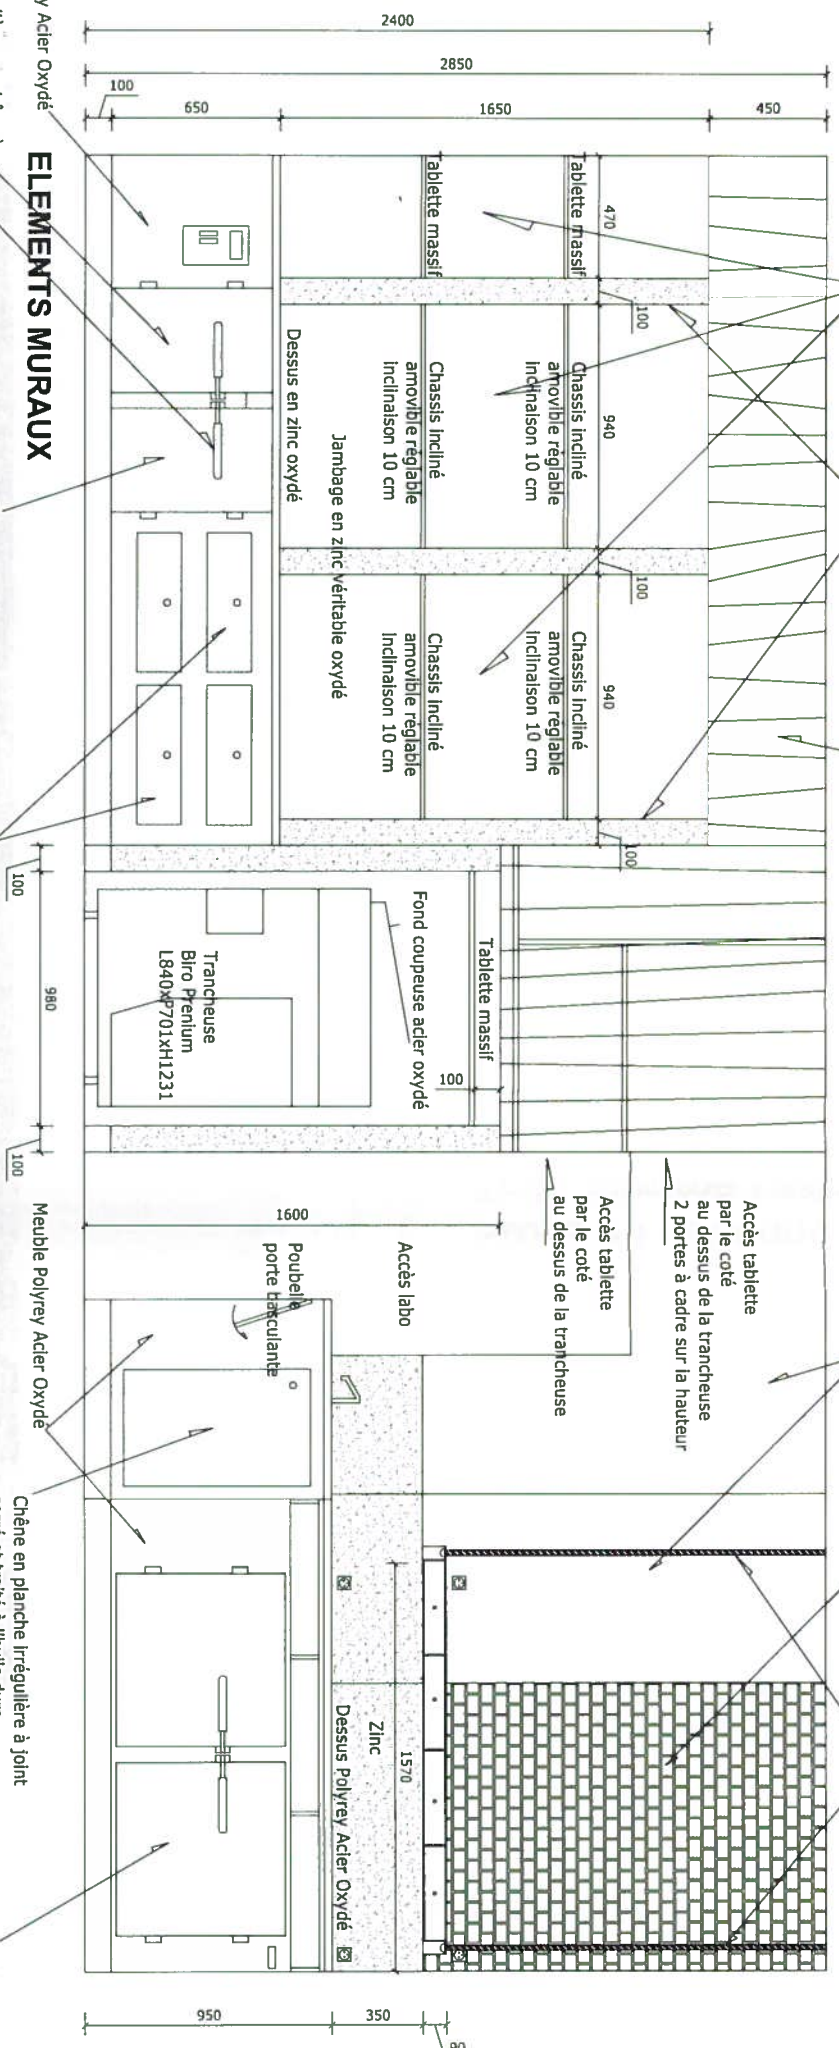 ELEMENTS MURAUX
2400
2850
100
650
1650
450
y Acier Oxydé
Tablette massif
Tablette massif
470
100
Chassis incliné
amovible réglable
inclinaison 10 cm
Chassis incliné
amovible réglable
inclinaison 10 cm
940
100
Dessus en zinc oxydé
Jambage en zinc véritable oxydé
Chassis incliné
amovible réglable
inclinaison 10 cm
Chassis incliné
amovible réglable
inclinaison 10 cm
940
100
100
980
100
Trancheuse
Biro Prenium
L840xP701xH1231
Fond coupeuse acier oxydé
Tablette massif
100
1600
Accès tablette
par le coté
au dessus de la trancheuse
2 portes à cadre sur la hauteur
Accès tablette
par le coté
au dessus de la trancheuse
Accès labo
Poubelle
porte basculante
Meuble Polyrey Acier Oxydé
Chêne en planche irrégulière à joint
1570
Zinc
Dessus Polyrey Acier Oxydé
950
350